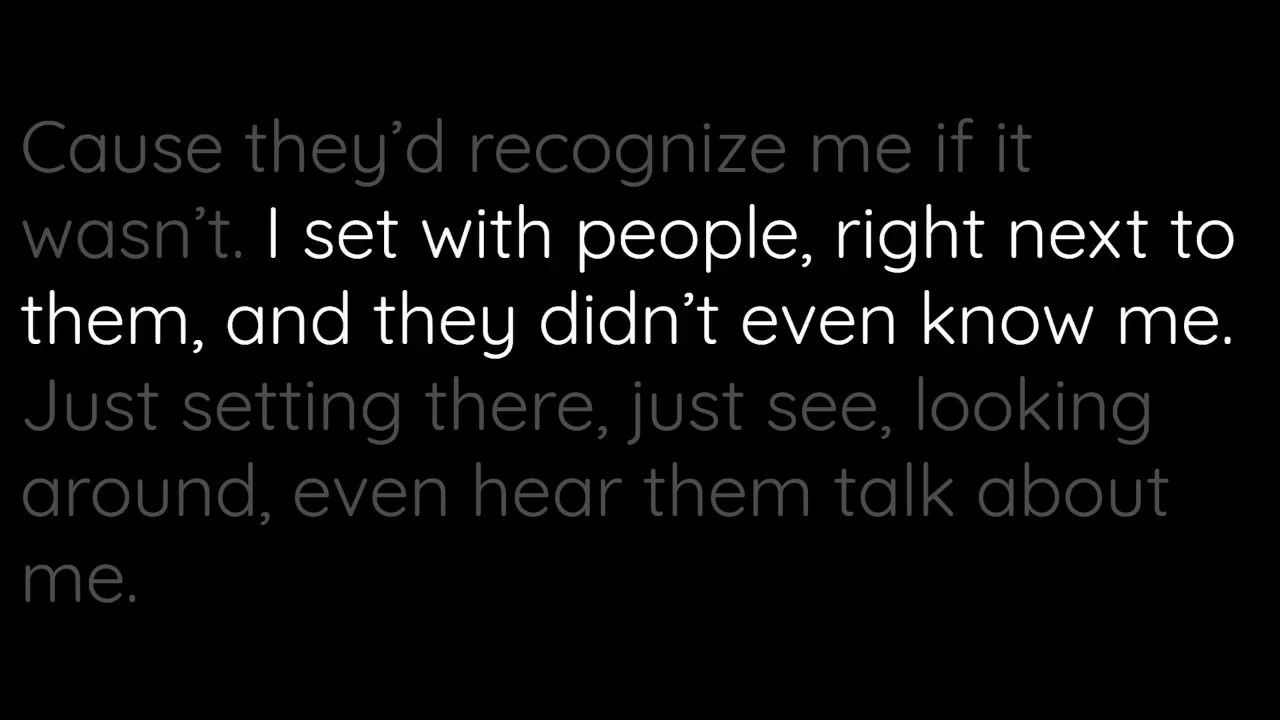 Cause they’d recognize me if it
wasn’t. I set with people, right next to
them, and they didn’t even know me.
Just setting there, just see, looking
around, even hear them talk about
me.